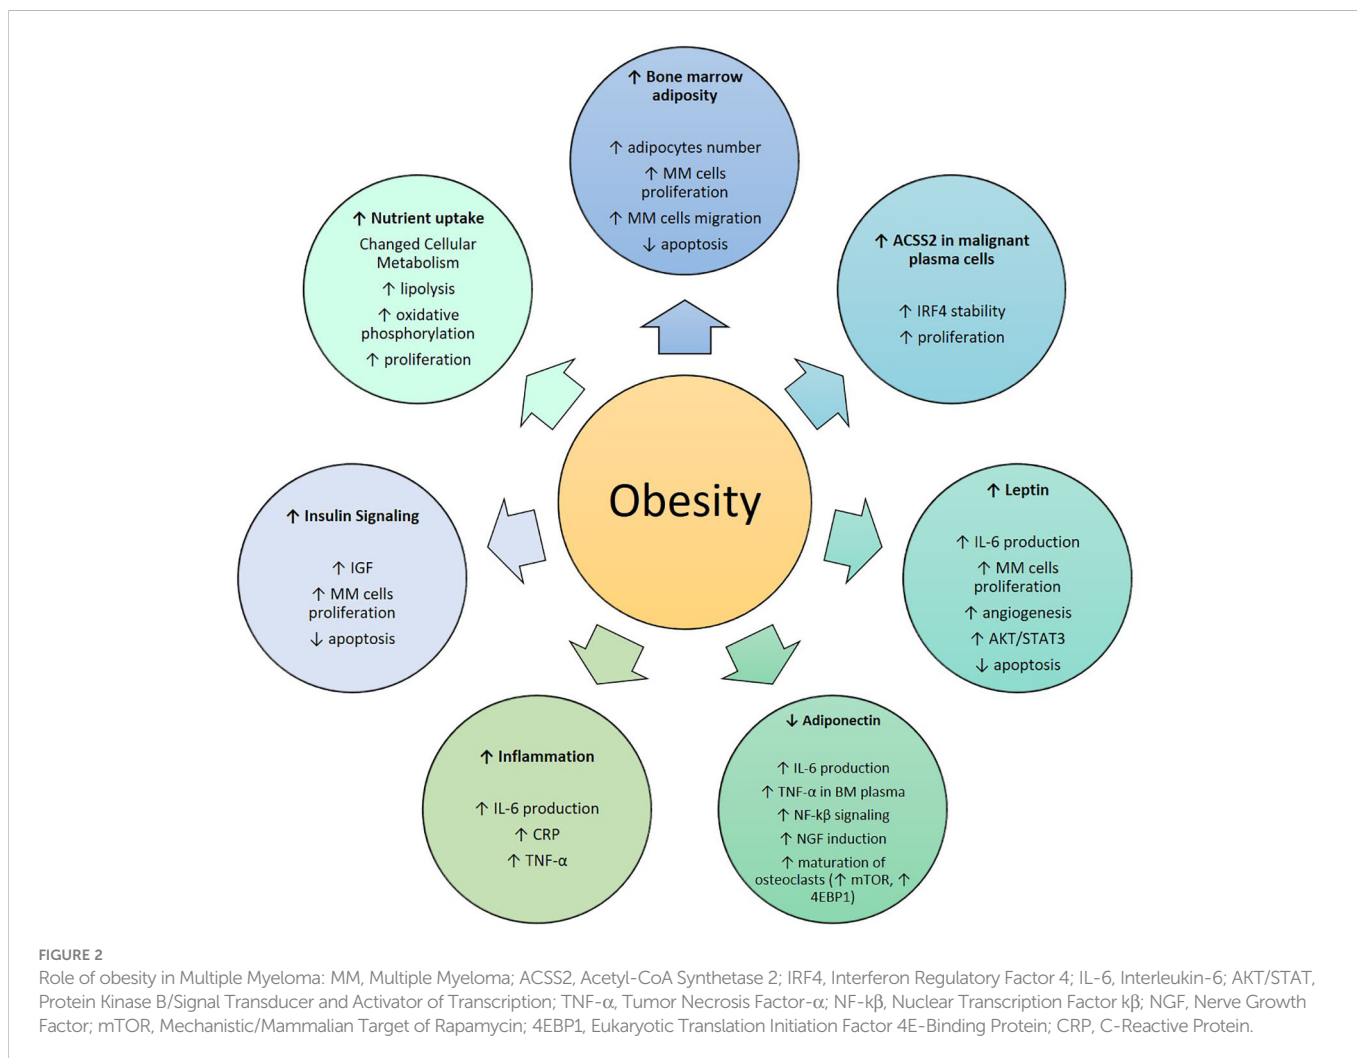 ↑ Bone marrow
adiposity
↑ adipocytes number
↑ MM cells
proliferation
↑ MM cells migration
↓ apoptosis
↑ ACSS2 in malignant
plasma cells
↑ IRF4 stability
↑ proliferation
↑ Leptin
↑ IL-6 production
↑ MM cells
proliferation
↑ angiogenesis
↑ AKT/STAT3
↓ apoptosis
↓ Adiponectin
↑ IL-6 production
↑ TNF-α in BM plasma
↑ NF-kβ signaling
↑ NGF induction
↑ maturation of
osteoclasts (↑ mTOR, ↑
4EBP1)
↑ Inflammation
↑ IL-6 production
↑ CRP
↑ TNF-α
↑ Insulin Signaling
↑ IGF
↑ MM cells
proliferation
↓ apoptosis
↑ Nutrient uptake
Changed Cellular
Metabolism
↑ lipolysis
↑ oxidative
phosphorylation
↑ proliferation
Obesity
FIGURE 2
Role of obesity in Multiple Myeloma: MM, Multiple Myeloma; ACSS2, Acetyl-CoA Synthetase 2; IRF4, Interferon Regulatory Factor 4; IL-6, Interleukin-6; AKT/STAT,
Protein Kinase B/Signal Transducer and Activator of Transcription; TNF-α, Tumor Necrosis Factor-α; NF-kβ, Nuclear Transcription Factor kβ; NGF, Nerve Growth
Factor; mTOR, Mechanistic/Mammalian Target of Rapamycin; 4EBP1, Eukaryotic Translation Initiation Factor 4E-Binding Protein; CRP, C-Reactive Protein.